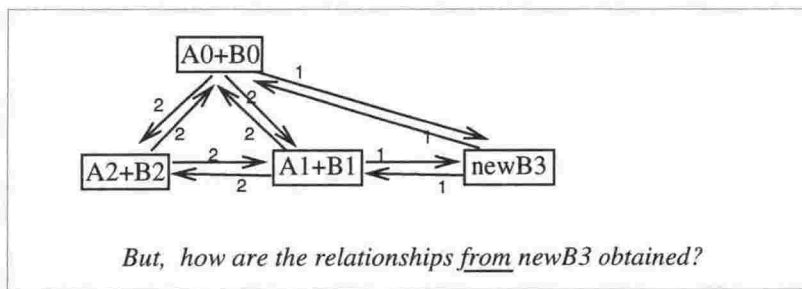 A0+B0
1
2
2
2
2
1
A2+B2
2
2
A1+B1
1
1
newB3
But, how are the relationships from newB3 obtained?